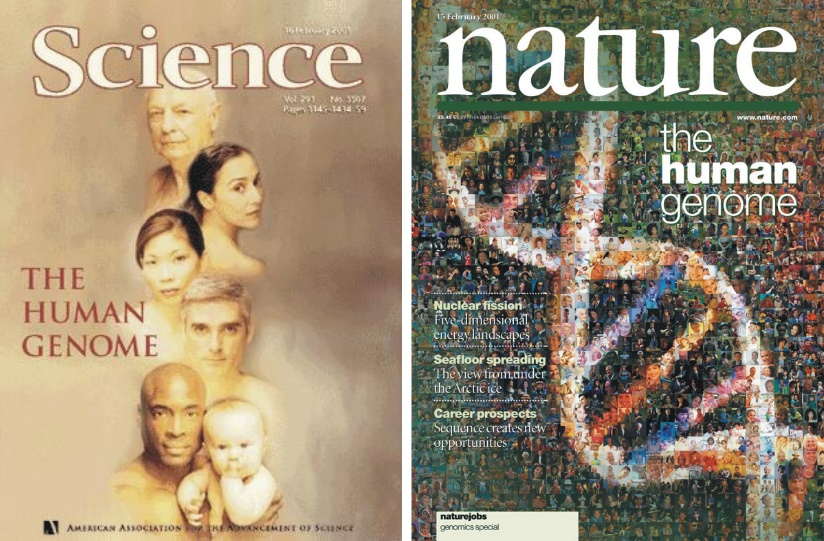 16 February 2001
Science
Vol. 291 No. 5507
Pages 1145–1434 $9
THE
HUMAN
GENOME
AMERICAN ASSOCIATION FOR THE ADVANCEMENT OF SCIENCE
15 February 2001
nature
www.nature.com
the
human
genome
Nuclear fission
Five-dimensional
energy landscapes
Seafloor spreading
The view from under
the Arctic ice
Career prospects
Sequence creates new
opportunities
naturejobs
genomics special